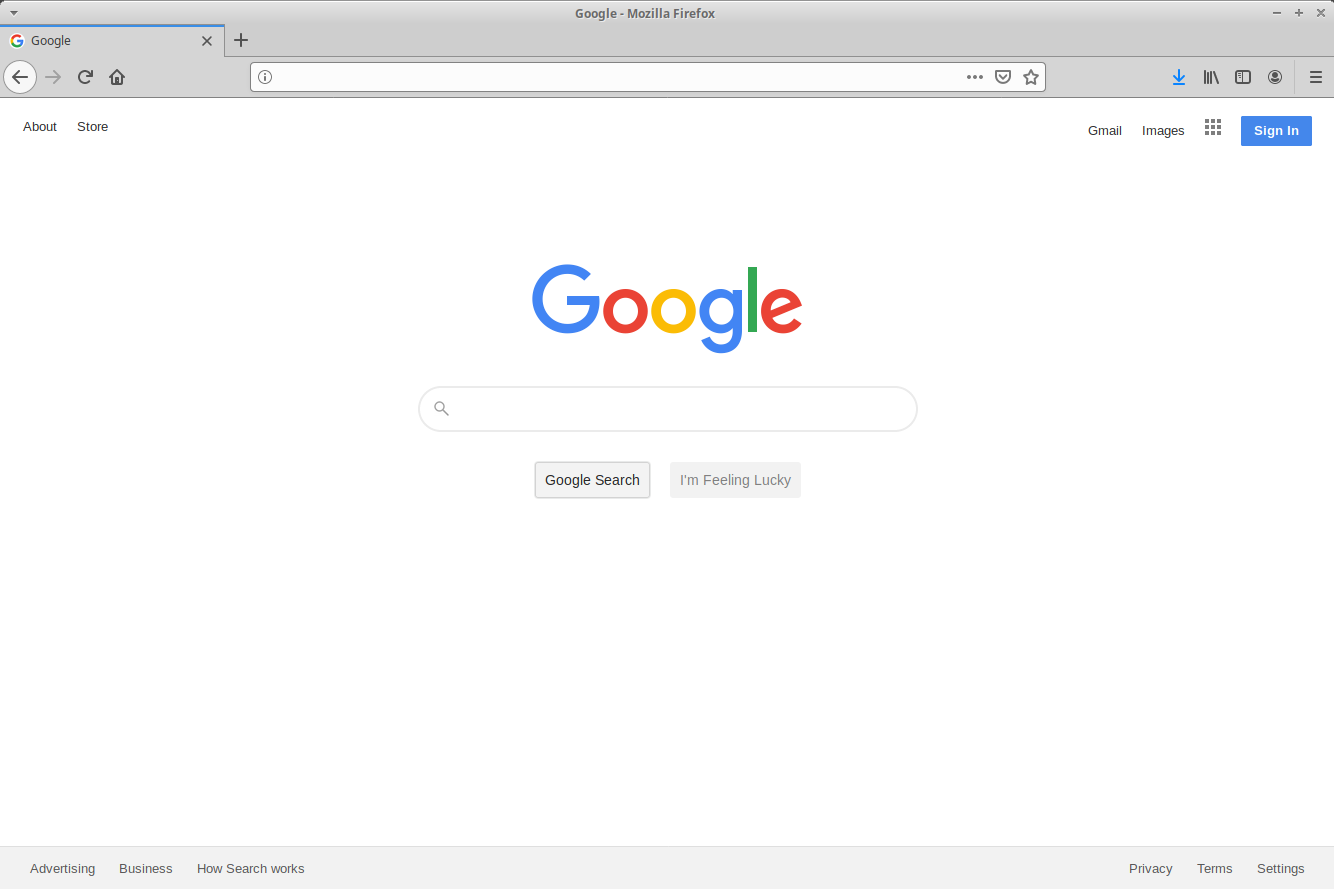 Google - Mozilla Firefox
Google
About Store
Gmail Images Sign In
Google
Google Search I'm Feeling Lucky
Advertising Business How Search works
Privacy Terms Settings